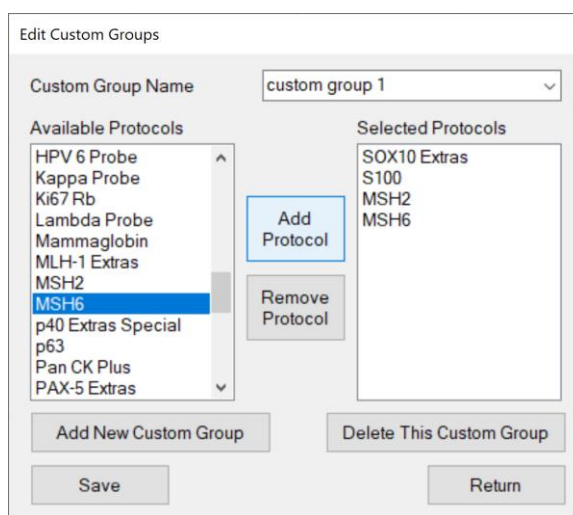 Edit Custom Groups
Custom Group Name
custom group 1
Available Protocols
HPV 6 Probe
Kappa Probe
Ki67 Rb
Lambda Probe
Mammaglobin
MLH-1 Extras
MSH2
MSH6
p40 Extras Special
p63
Pan CK Plus
PAX-5 Extras
Add
Protocol
Remove
Protocol
Selected Protocols
SOX10 Extras
S100
MSH2
MSH6
Add New Custom Group
Delete This Custom Group
Save
Return